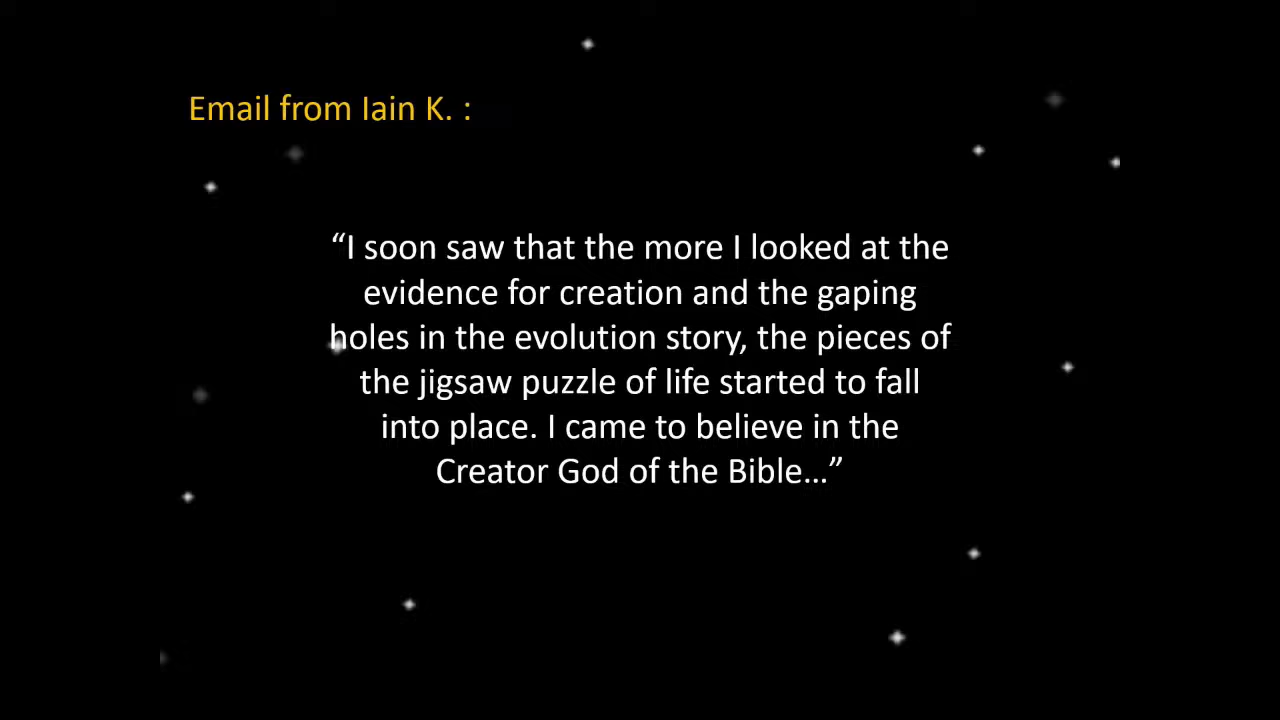 Email from Iain K. :
“I soon saw that the more I looked at the
evidence for creation and the gaping
holes in the evolution story, the pieces of
the jigsaw puzzle of life started to fall
into place. I came to believe in the
Creator God of the Bible…”